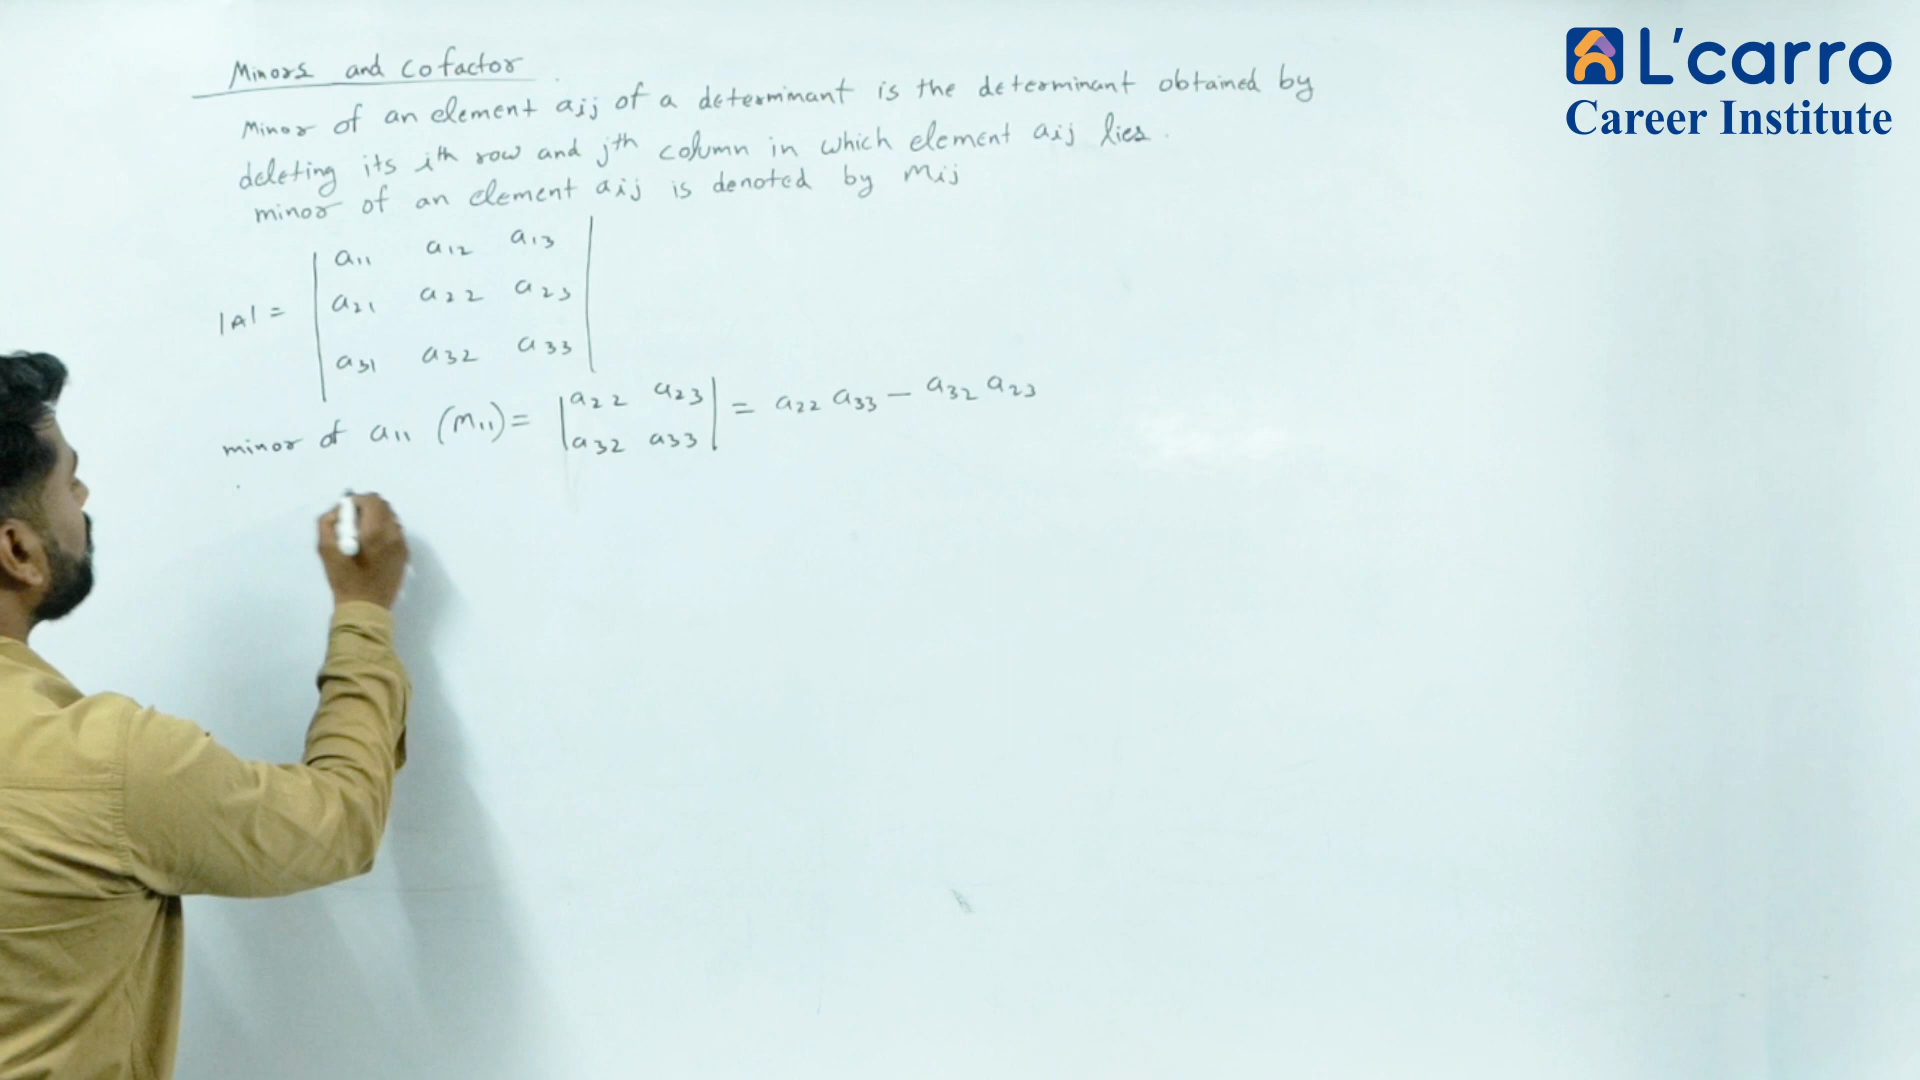 Minors and cofactor
Minor of an element aij of a determinant is the determinant obtained by
deleting its ith row and jth column in which element aij lies.
minor of an element aij is denoted by Mij
a11 a12 a13
|A| = a21 a22 a23
a31 a32 a33
minor of a11 (M11) = |a22 a23| = a22 a33 - a32 a23
|a32 a33|
L'carro
Career Institute